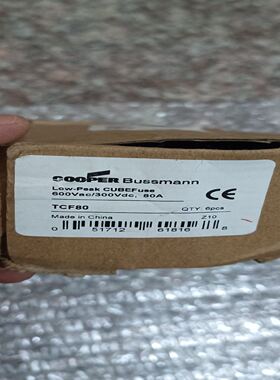 COOPER Bussmann
Low-Peak CUBEFuse
600Vac/300Vdc, 80A
CE
TCF80
QTY: 6pcs
Made in China
Z10
0 51712 61816 8